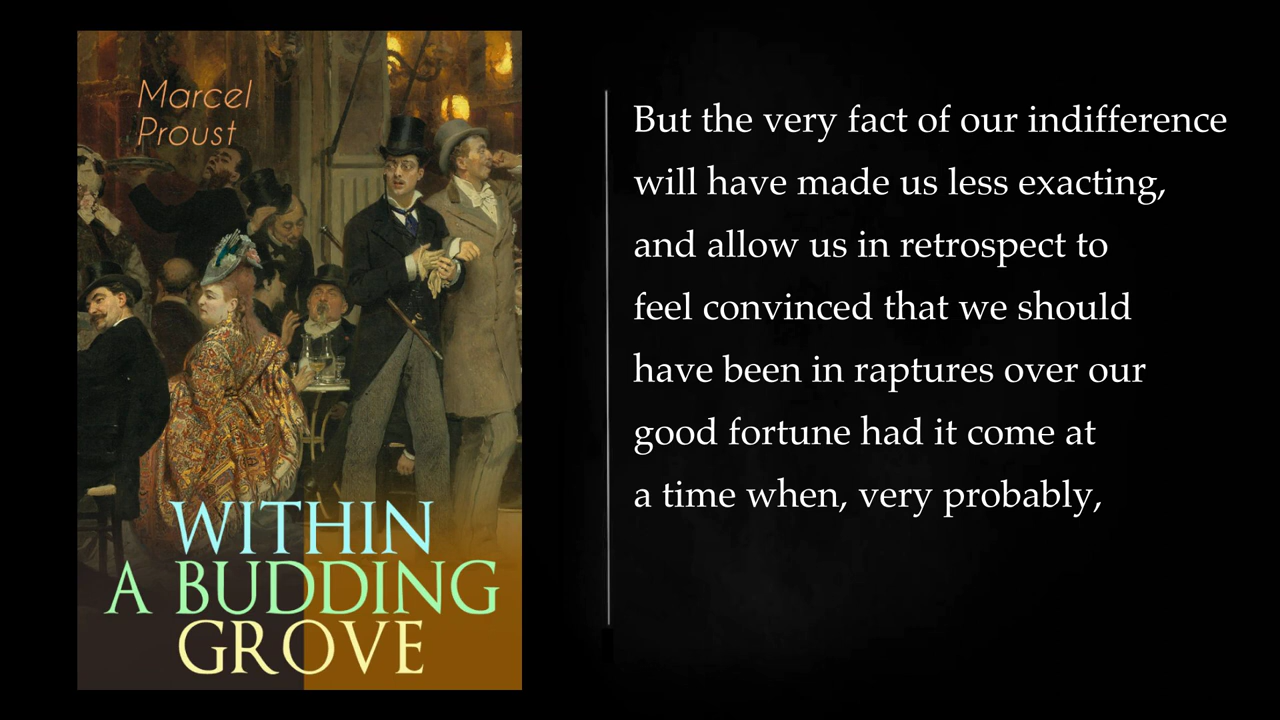 Marcel
Proust
WITHIN
A BUDDING
GROVE
But the very fact of our indifference
will have made us less exacting,
and allow us in retrospect to
feel convinced that we should
have been in raptures over our
good fortune had it come at
a time when, very probably,